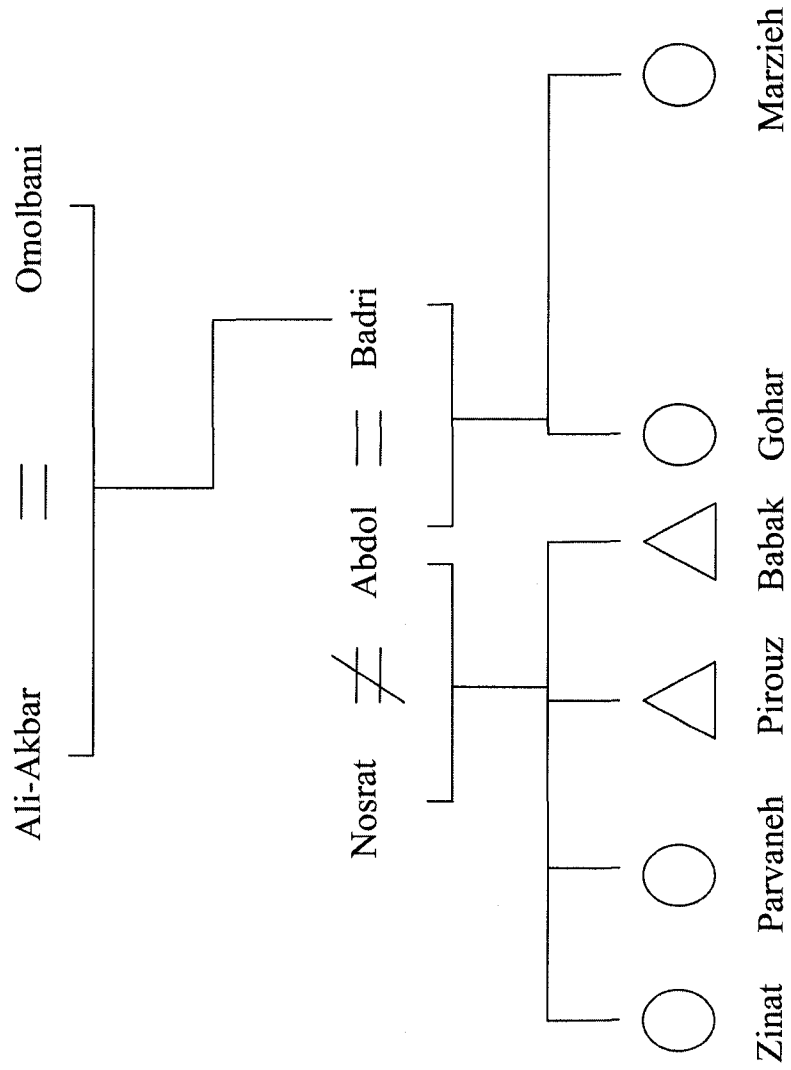 Ali-Akbar = Omolbani
Nosrat ≠ Abdol = Badri
Zinat Parvaneh Pirouz Babak Gohar Marzieh